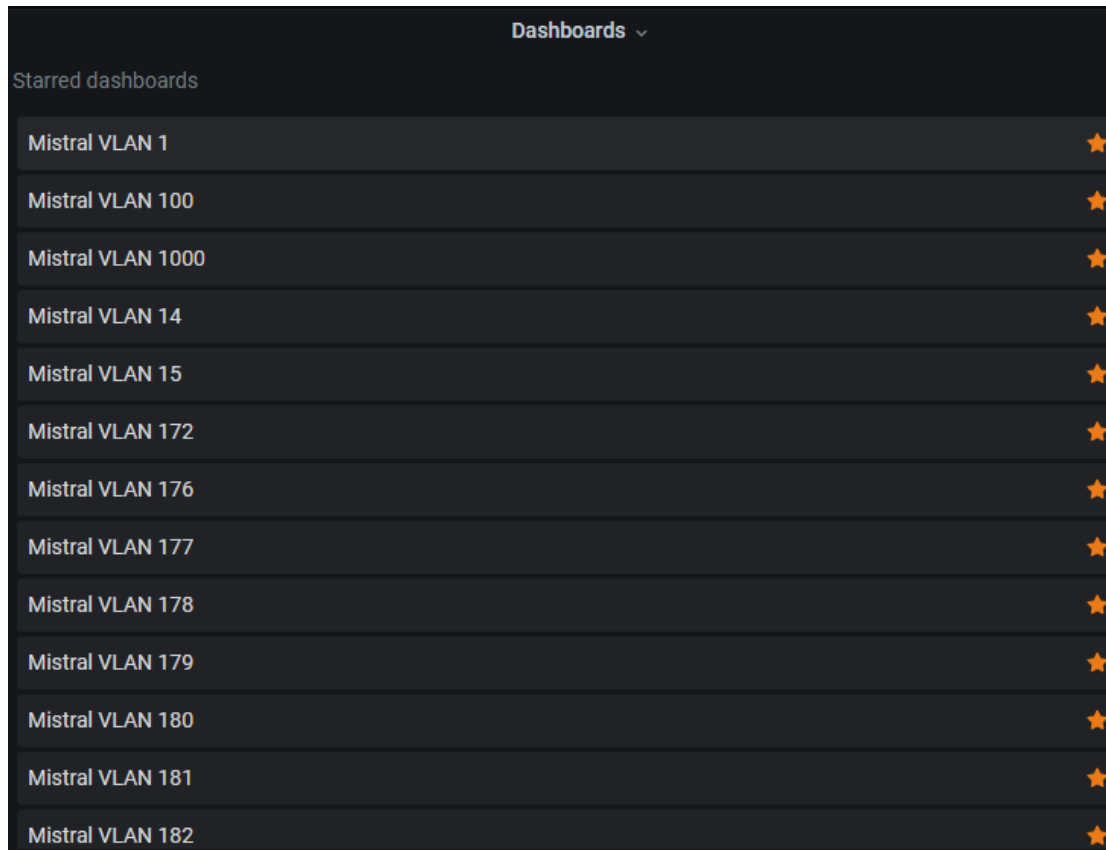 Dashboards
Starred dashboards
Mistral VLAN 1
Mistral VLAN 100
Mistral VLAN 1000
Mistral VLAN 14
Mistral VLAN 15
Mistral VLAN 172
Mistral VLAN 176
Mistral VLAN 177
Mistral VLAN 178
Mistral VLAN 179
Mistral VLAN 180
Mistral VLAN 181
Mistral VLAN 182